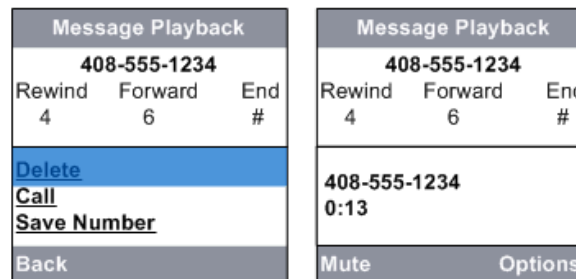 Message Playback
408-555-1234
Rewind Forward End
4 6 #
Delete
Call
Save Number
Back
Message Playback
408-555-1234
Rewind Forward End
4 6 #
408-555-1234
0:13
Mute Options